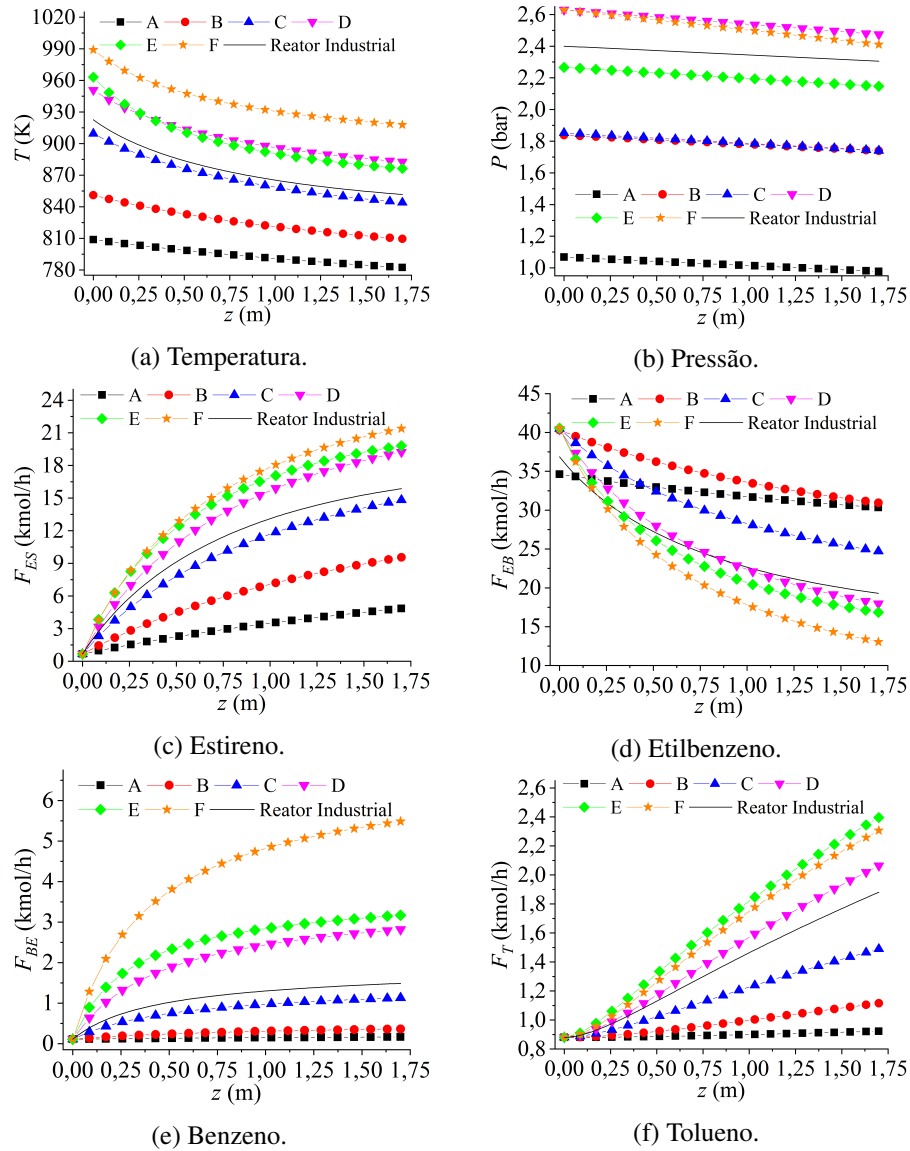 1020
990
960
930
900
870
840
810
780
T (K)
A B C D
E F Reator Industrial
0,00 0,25 0,50 0,75 1,00 1,25 1,50 1,75
z (m)
(a) Temperatura.
2,6
2,4
2,2
2,0
1,8
1,6
1,4
1,2
1,0
P (bar)
A B C D
E F Reator Industrial
0,00 0,25 0,50 0,75 1,00 1,25 1,50 1,75
z (m)
(b) Pressão.
A B C D
E F Reator Industrial
24
21
18
15
12
9
6
3
0
F_ES (kmol/h)
0,00 0,25 0,50 0,75 1,00 1,25 1,50 1,75
z (m)
(c) Estireno.
A B C D
E F Reator Industrial
45
40
35
30
25
20
15
10
F_EB (kmol/h)
0,00 0,25 0,50 0,75 1,00 1,25 1,50 1,75
z (m)
(d) Etilbenzeno.
A B C D
E F Reator Industrial
6
5
4
3
2
1
0
F_BE (kmol/h)
0,00 0,25 0,50 0,75 1,00 1,25 1,50 1,75
z (m)
(e) Benzeno.
A B C D
E F Reator Industrial
2,6
2,4
2,2
2,0
1,8
1,6
1,4
1,2
1,0
0,8
F_T (kmol/h)
0,00 0,25 0,50 0,75 1,00 1,25 1,50 1,75
z (m)
(f) Tolueno.